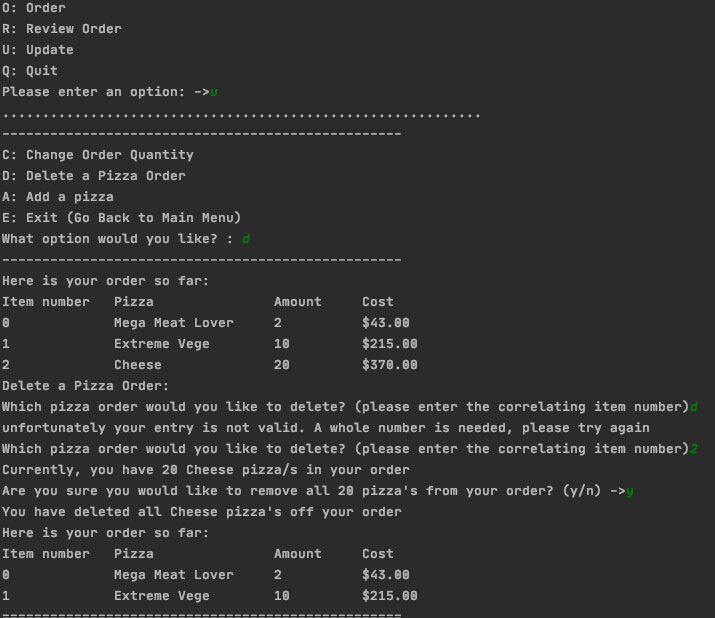 O: Order
R: Review Order
U: Update
Q: Quit
Please enter an option: ->u
............................................................
--------------------------------------------------
C: Change Order Quantity
D: Delete a Pizza Order
A: Add a pizza
E: Exit (Go Back to Main Menu)
What option would you like? : d
--------------------------------------------------
Here is your order so far:
Item number   Pizza               Amount     Cost
0             Mega Meat Lover     2          $43.00
1             Extreme Vege        10         $215.00
2             Cheese              20         $370.00
Delete a Pizza Order:
Which pizza order would you like to delete? (please enter the correlating item number)d
unfortunately your entry is not valid. A whole number is needed, please try again
Which pizza order would you like to delete? (please enter the correlating item number)2
Currently, you have 20 Cheese pizza/s in your order
Are you sure you would like to remove all 20 pizza's from your order? (y/n) ->y
You have deleted all Cheese pizza's off your order
Here is your order so far:
Item number   Pizza               Amount     Cost
0             Mega Meat Lover     2          $43.00
1             Extreme Vege        10         $215.00
==================================================